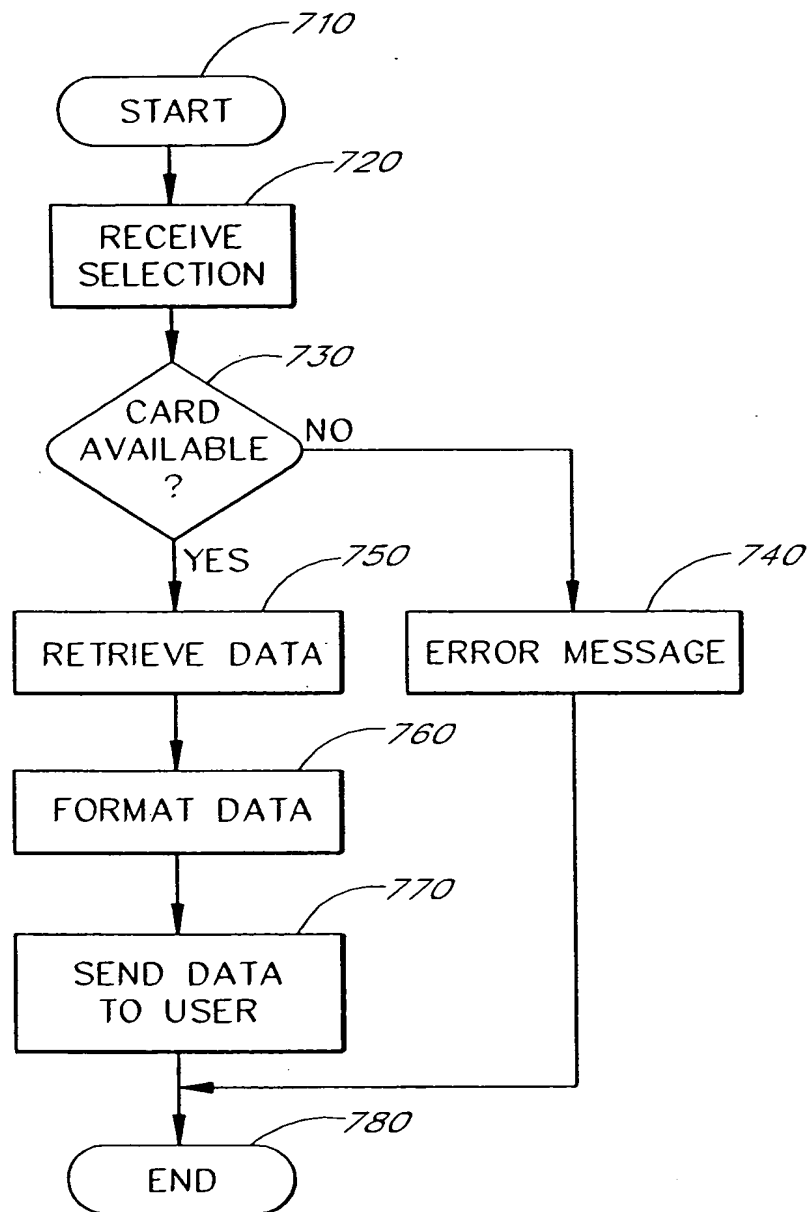 710
START
720
RECEIVE
SELECTION
730
CARD
AVAILABLE
?
NO
YES
750
RETRIEVE DATA
740
ERROR MESSAGE
760
FORMAT DATA
770
SEND DATA
TO USER
780
END